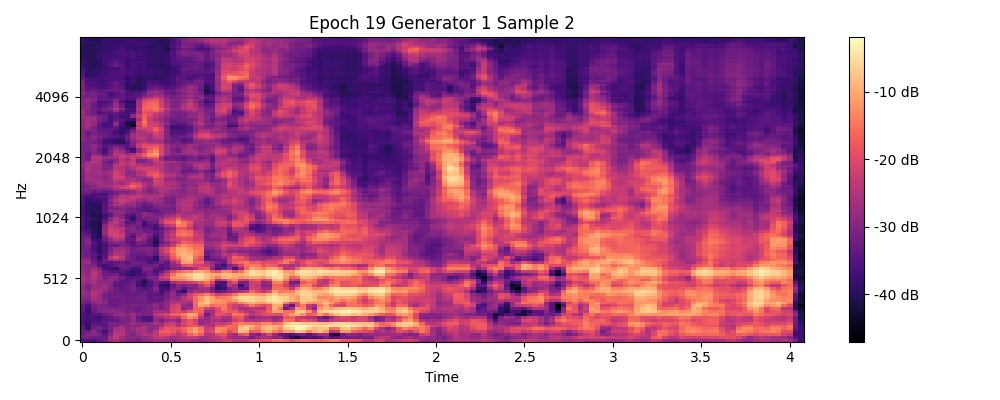 Epoch 19 Generator 1 Sample 2
Hz
4096
2048
1024
512
0
0 0.5 1 1.5 2 2.5 3 3.5 4
Time
-10 dB
-20 dB
-30 dB
-40 dB